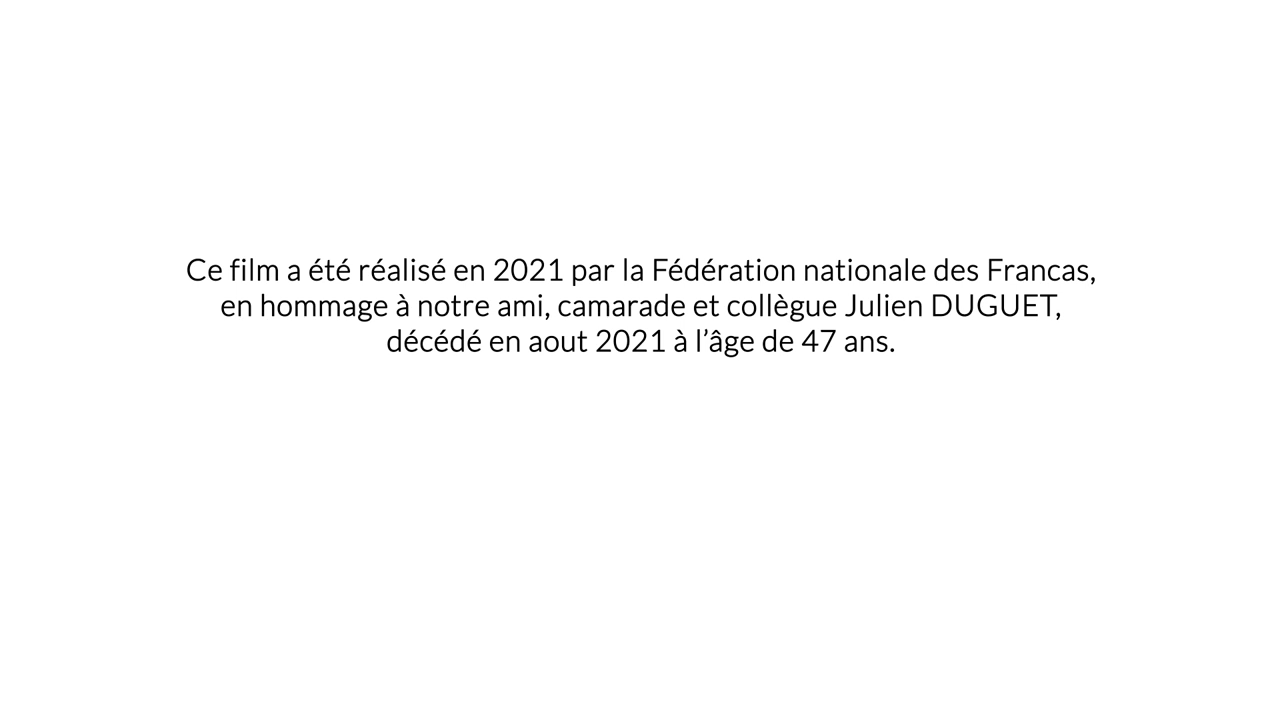 Ce film a été réalisé en 2021 par la Fédération nationale des Francas,
en hommage à notre ami, camarade et collègue Julien DUGUET,
décédé en aout 2021 à l’âge de 47 ans.